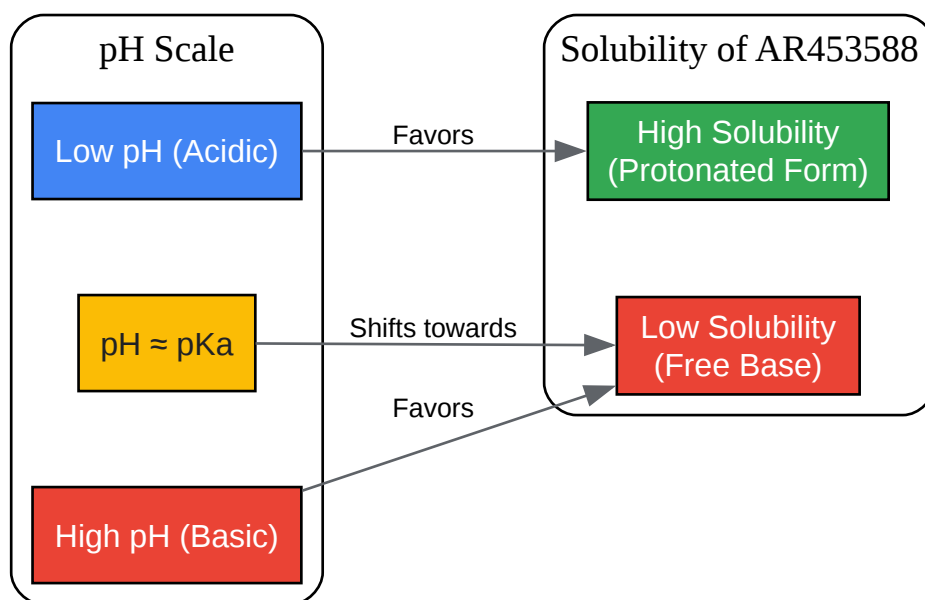 pH Scale
Solubility of AR453588
Low pH (Acidic)
Favors
High Solubility
(Protonated Form)
pH ≈ pKa
Shifts towards
Low Solubility
(Free Base)
Favors
High pH (Basic)